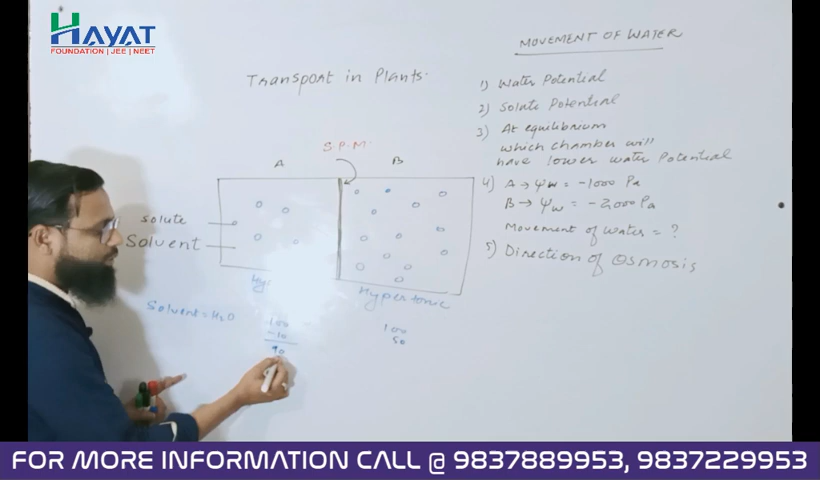 HAYAT
FOUNDATION | JEE | NEET
MOVEMENT OF WATER
Transport in Plants.
1) Water Potential
2) Solute Potential
3) At equilibrium
which chamber will
have lower water Potential
4) A → Ψw = -1000 Pa
B → Ψw = -2000 Pa
Movement of water = ?
5) Direction of Osmosis
S.P.M.
A
B
solute
Solvent
Hy
Hypertonic
Solvent = H2O
100
-10
90
100
50
FOR MORE INFORMATION CALL @ 9837889953, 9837229953